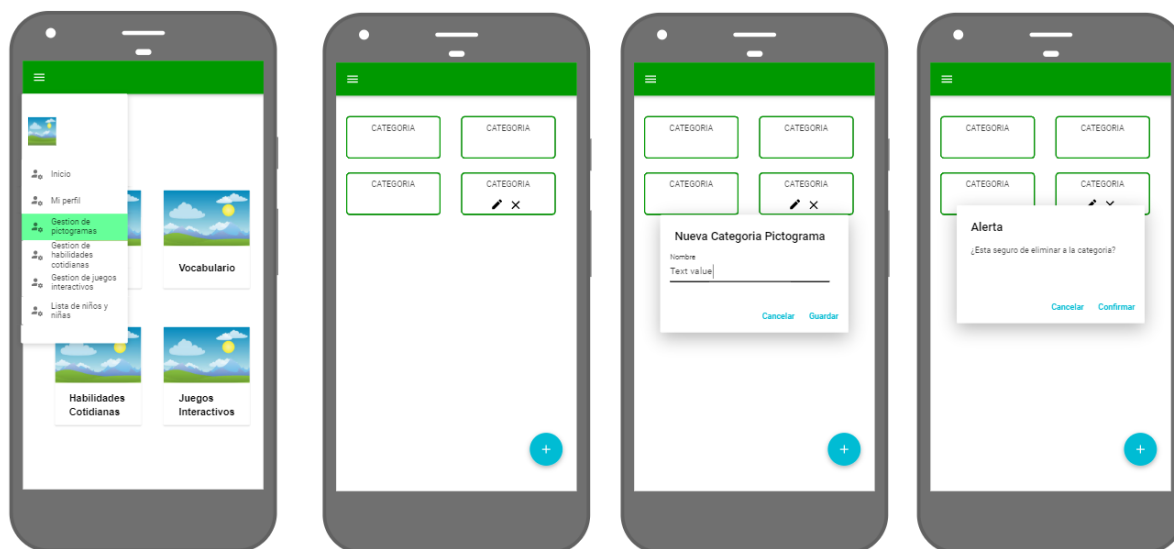 Inicio
Mi perfil
Gestion de
pictogramas
Gestion de
habilidades
cotidianas
Gestion de juegos
interactivos
Lista de niños y
niñas
Vocabulario
Habilidades
Cotidianas
Juegos
Interactivos
CATEGORIA
CATEGORIA
CATEGORIA
CATEGORIA
CATEGORIA
CATEGORIA
CATEGORIA
CATEGORIA
Nueva Categoria Pictograma
Nombre
Text value
Cancelar Guardar
CATEGORIA
CATEGORIA
CATEGORIA
CATEGORIA
Alerta
¿Esta seguro de eliminar a la categoria?
Cancelar Confirmar